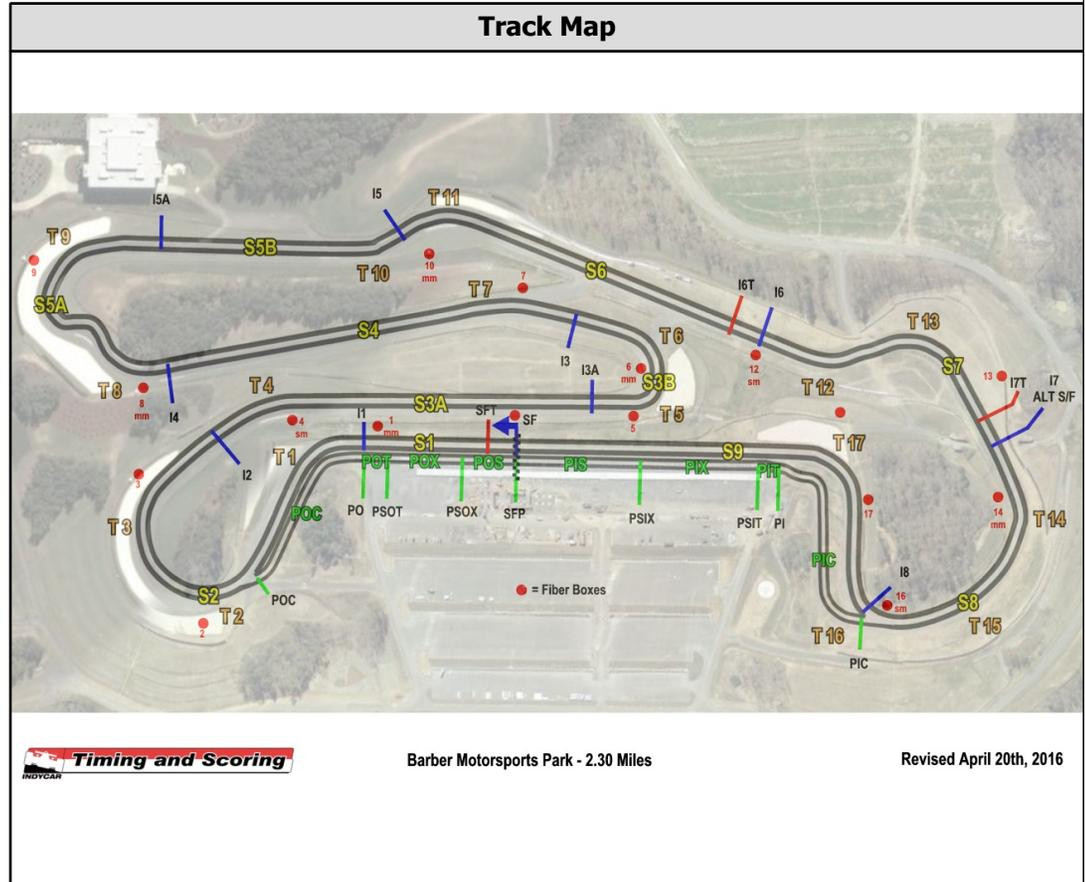 Track Map
I5A
I5
T 11
T 9
S5B
9
T 10
10
mm
7
T 7
S6
I6T
I6
S5A
S4
T 13
I3
T 6
12
sm
S7
T 8
8
mm
I4
T 4
I3A
6
mm
S3B
T 12
13
I7T
I7
ALT S/F
S3A
SFT
SF
T 5
5
4
sm
I1
1
mm
T 1
S1
S9
T 17
I2
3
POT
POX
POS
PIS
PIX
PIT
T 3
POC
PO
PSOT
PSOX
SFP
PSIX
PSIT
PI
17
14
mm
T 14
PIC
I8
= Fiber Boxes
16
sm
S8
S2
POC
T 2
2
T 16
T 15
PIC
INDYCAR
Timing and Scoring
Barber Motorsports Park - 2.30 Miles
Revised April 20th, 2016